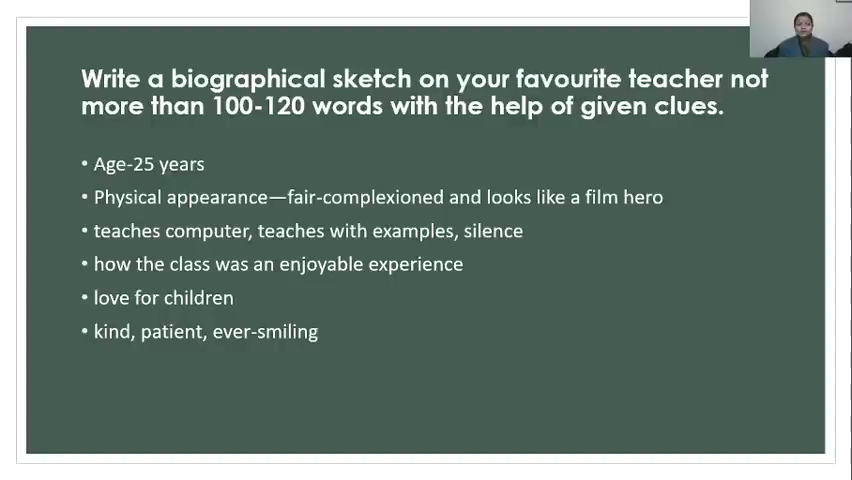 Write a biographical sketch on your favourite teacher not
more than 100-120 words with the help of given clues.
• Age-25 years
• Physical appearance—fair-complexioned and looks like a film hero
• teaches computer, teaches with examples, silence
• how the class was an enjoyable experience
• love for children
• kind, patient, ever-smiling